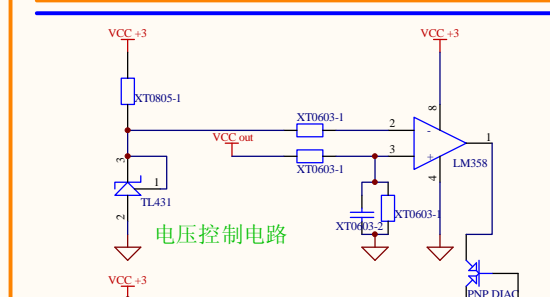 VCC +3
VCC +3
XT0805-1
XT0603-1
VCC out
2
8
1
3
XT0603-1
LM358
3
1
4
TL431
2
XT0603-2
XT0603-1
电压控制电路
VCC +3
PNP DIAO